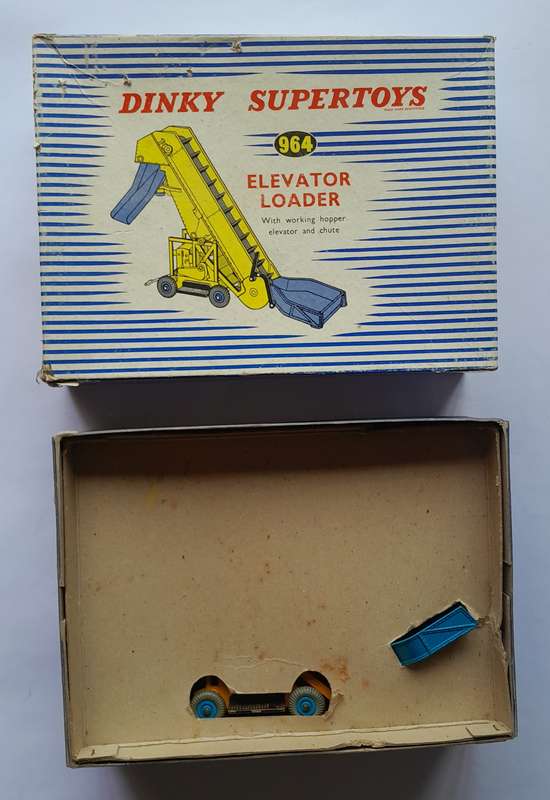 DINKY SUPERTOYS
964
ELEVATOR
LOADER
With working hopper
elevator and chute